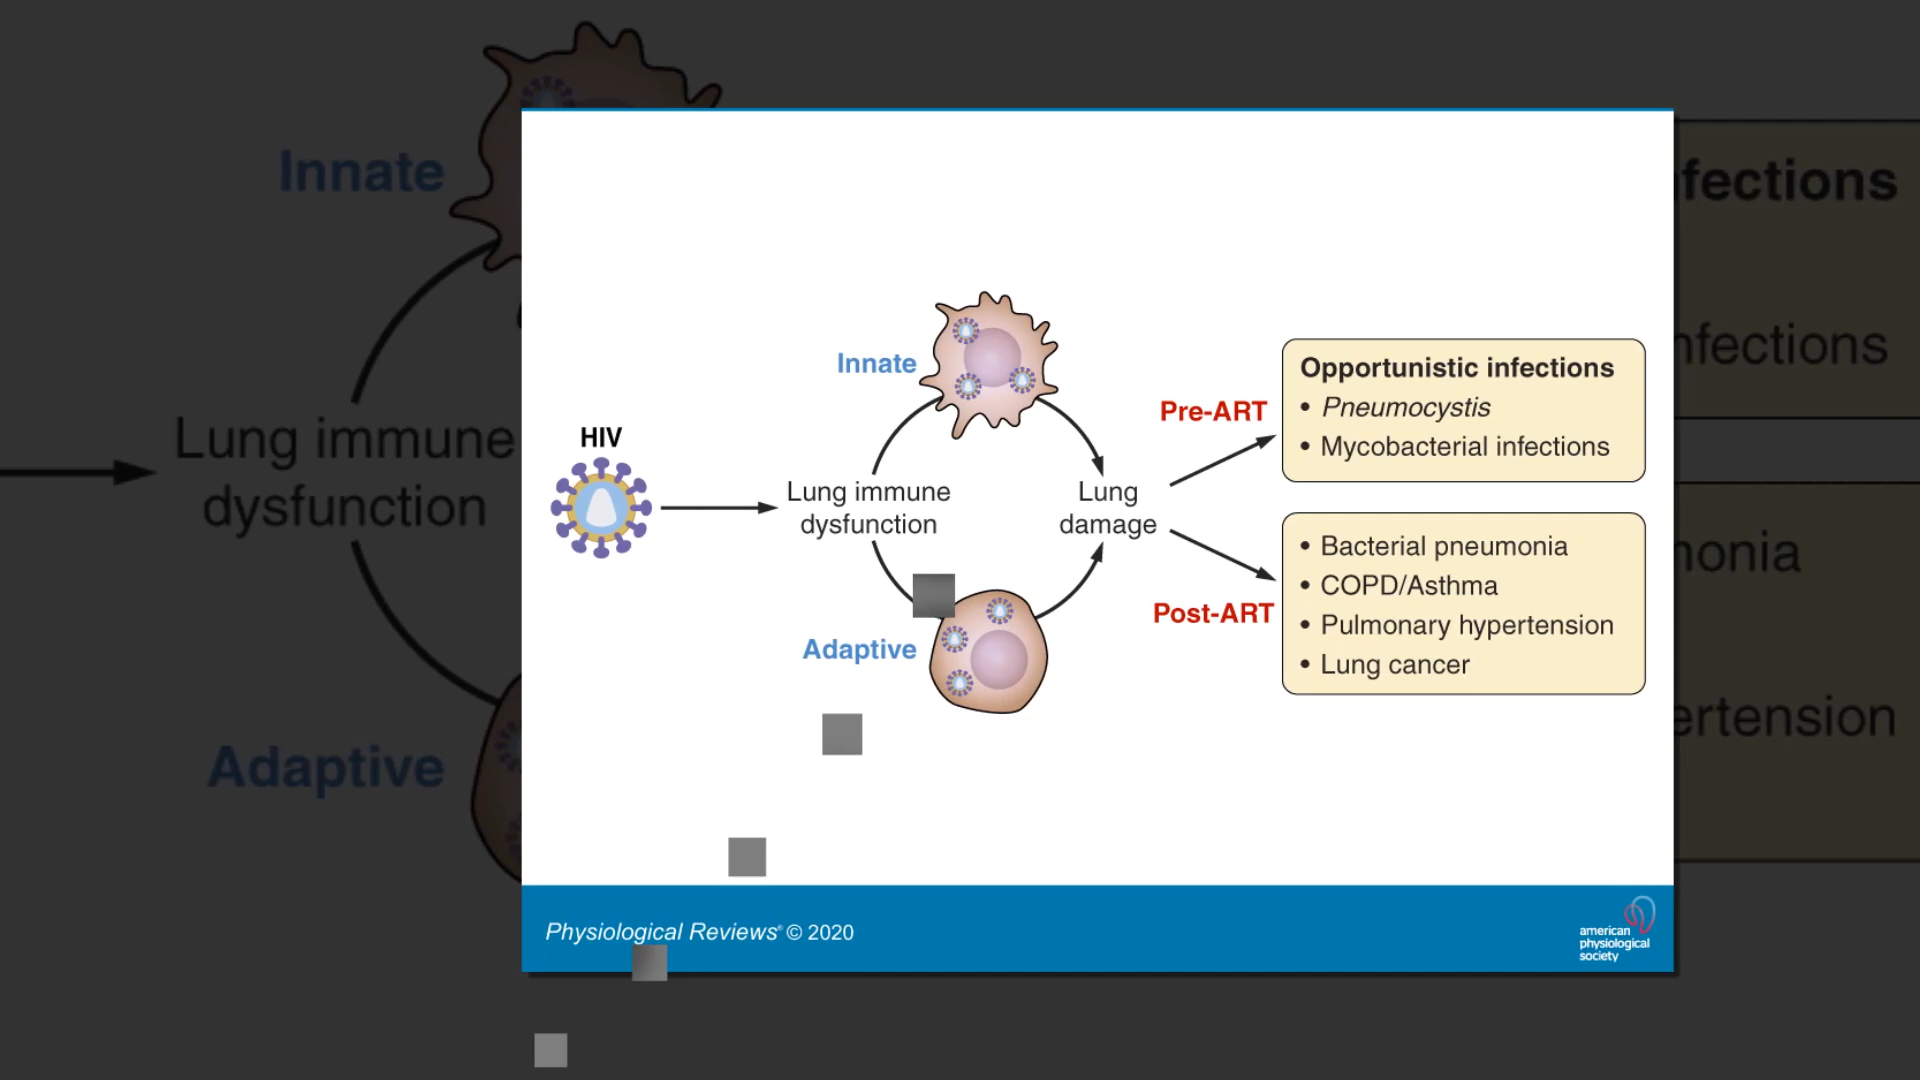 Innate
Lung immune
dysfunction
Adaptive
fections
nfections
nonia
ertension
HIV
Innate
Lung immune
dysfunction
Adaptive
Lung
damage
Pre-ART
Post-ART
Opportunistic infections
• Pneumocystis
• Mycobacterial infections
• Bacterial pneumonia
• COPD/Asthma
• Pulmonary hypertension
• Lung cancer
Physiological Reviews® © 2020
american
physiological
society